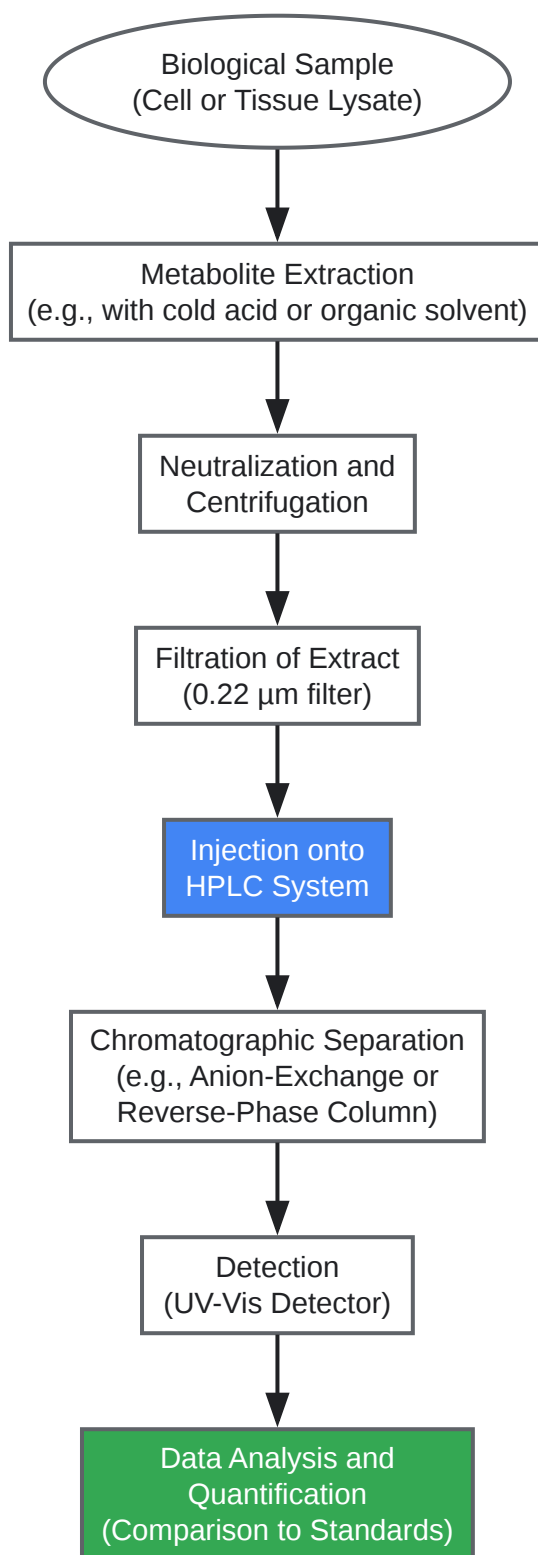 Biological Sample
(Cell or Tissue Lysate)
Metabolite Extraction
(e.g., with cold acid or organic solvent)
Neutralization and
Centrifugation
Filtration of Extract
(0.22 µm filter)
Injection onto
HPLC System
Chromatographic Separation
(e.g., Anion-Exchange or
Reverse-Phase Column)
Detection
(UV-Vis Detector)
Data Analysis and
Quantification
(Comparison to Standards)